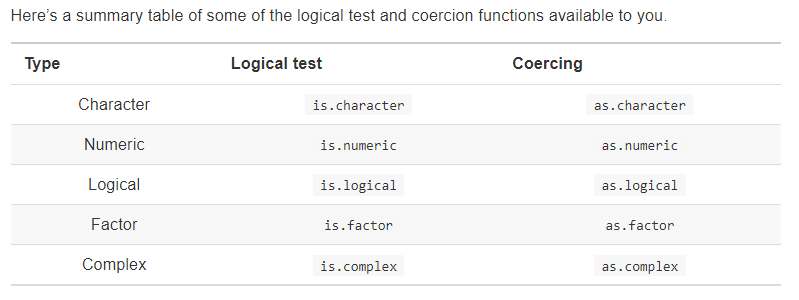 Here’s a summary table of some of the logical test and coercion functions available to you.
Type Logical test Coercing
Character is.character as.character
Numeric is.numeric as.numeric
Logical is.logical as.logical
Factor is.factor as.factor
Complex is.complex as.complex